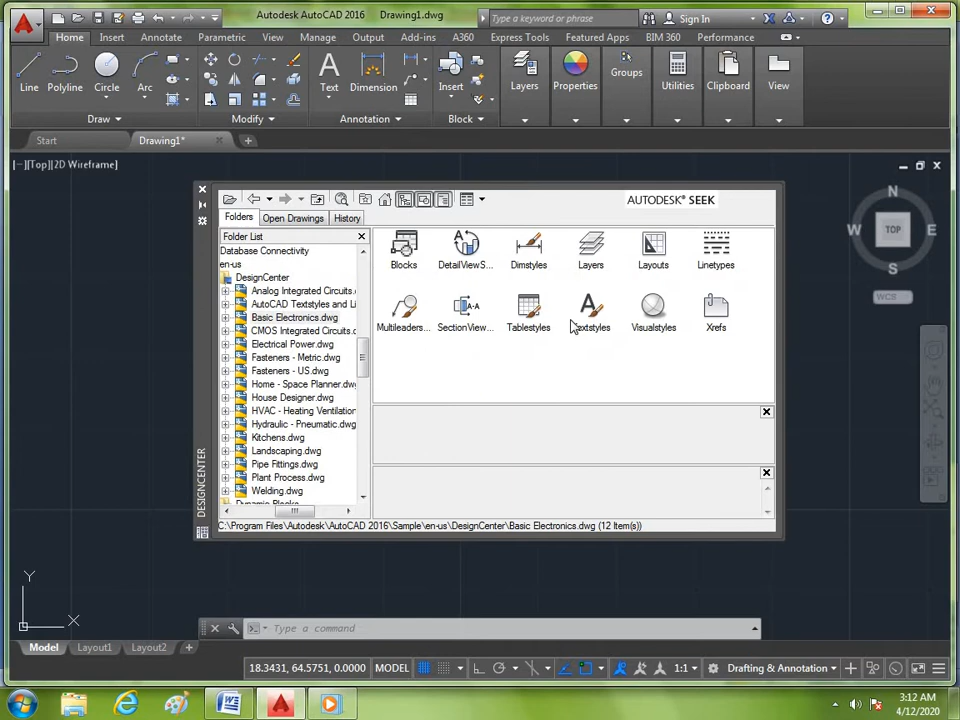 Autodesk AutoCAD 2016 Drawing1.dwg
Type a keyword or phrase
Sign In
Home Insert Annotate Parametric View Manage Output Add-ins A360 Express Tools Featured Apps BIM 360 Performance
Line Polyline Circle Arc Text Dimension Insert Layers Properties Groups Utilities Clipboard View
Draw Modify Annotation Block
Start Drawing1*
[−][Top][2D Wireframe]
N
W TOP E
S
WCS
AUTODESK® SEEK
Folders Open Drawings History
Folder List
Database Connectivity
en-us
DesignCenter
Analog Integrated Circuits.
AutoCAD Textstyles and Li
Basic Electronics.dwg
CMOS Integrated Circuits.
Electrical Power.dwg
Fasteners - Metric.dwg
Fasteners - US.dwg
Home - Space Planner.dwg
House Designer.dwg
HVAC - Heating Ventilation
Hydraulic - Pneumatic.dwg
Kitchens.dwg
Landscaping.dwg
Pipe Fittings.dwg
Plant Process.dwg
Welding.dwg
Dynamic Blocks
Blocks DetailViewS... Dimstyles Layers Layouts Linetypes
Multileaders... SectionView... Tablestyles Textstyles Visualstyles Xrefs
DESIGNCENTER
C:\Program Files\Autodesk\AutoCAD 2016\Sample\en-us\DesignCenter\Basic Electronics.dwg (12 Item(s))
Y
X
Type a command
Model Layout1 Layout2
18.3431, 64.5751, 0.0000 MODEL 1:1 Drafting & Annotation
3:12 AM
4/12/2020